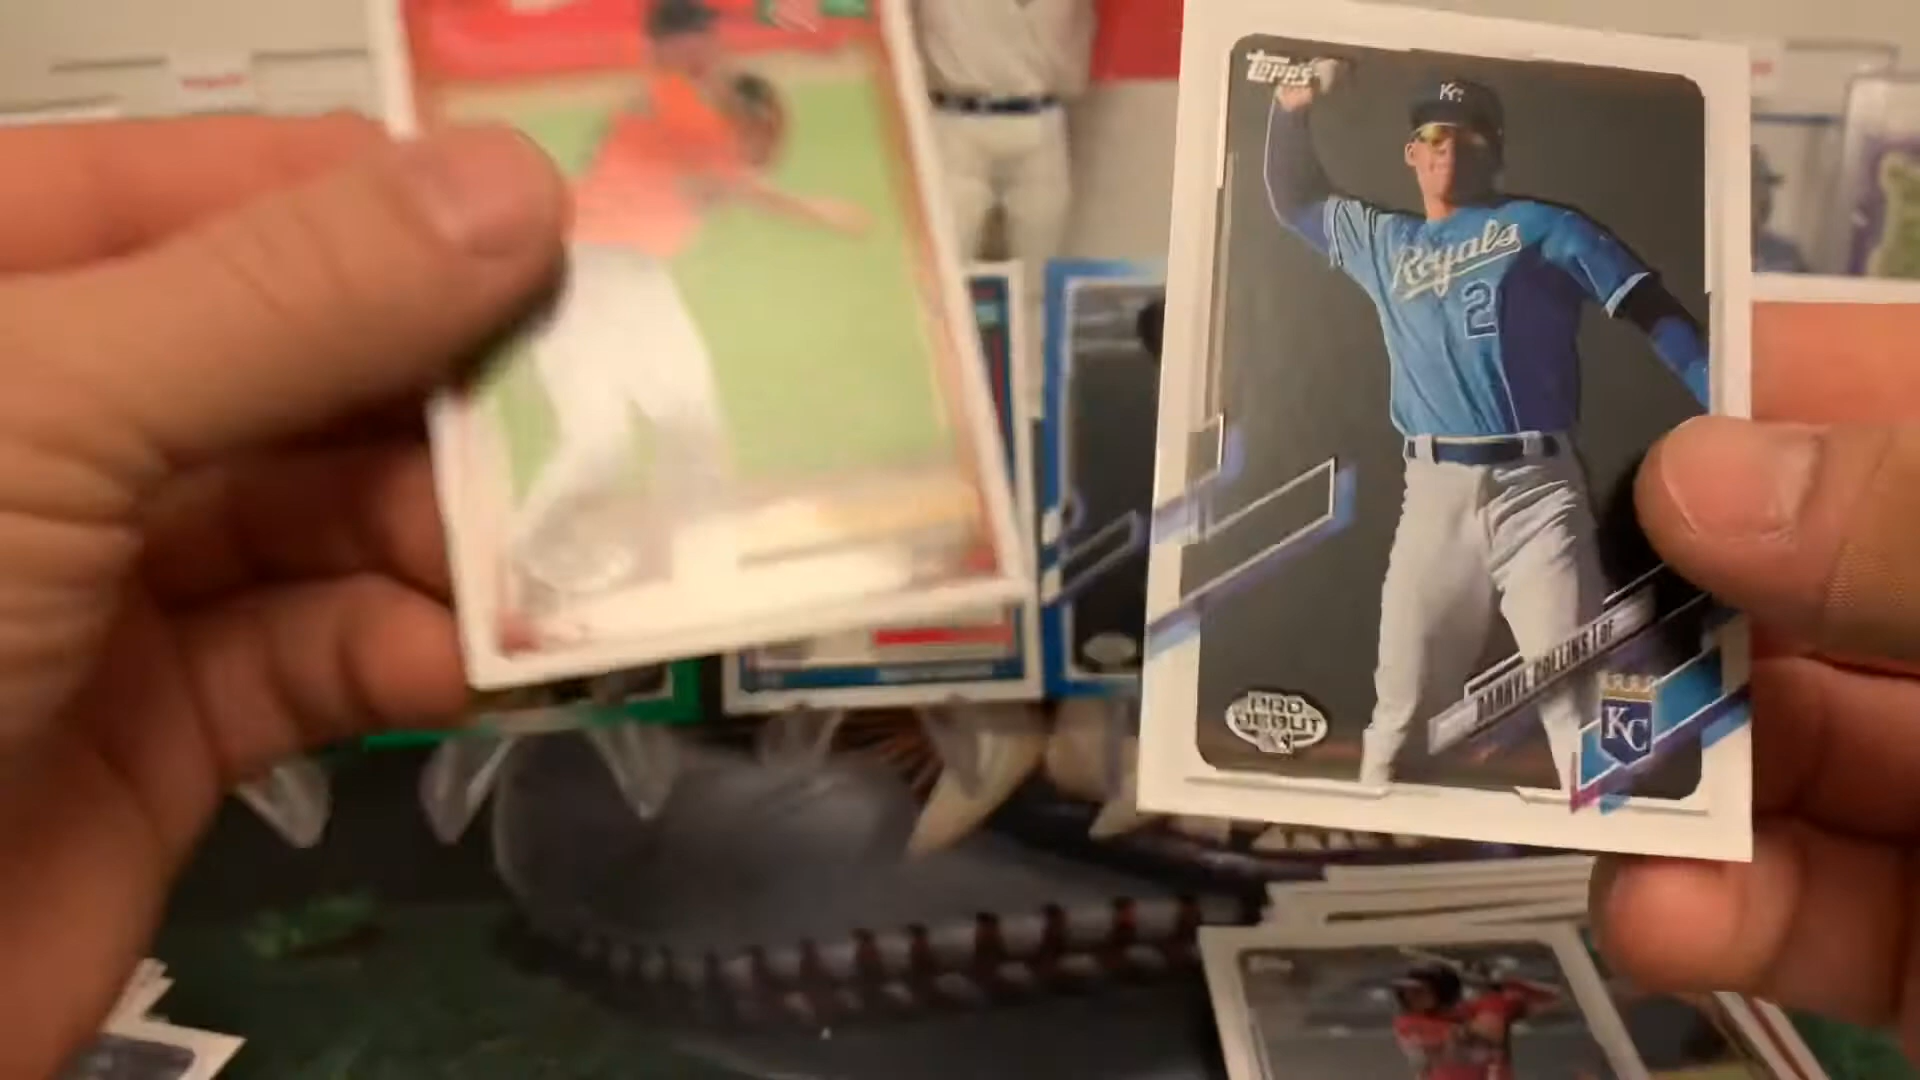 Topps
KC
Royals
2
DARRYL COLLINS | OF
PRO
DEBUT
KC